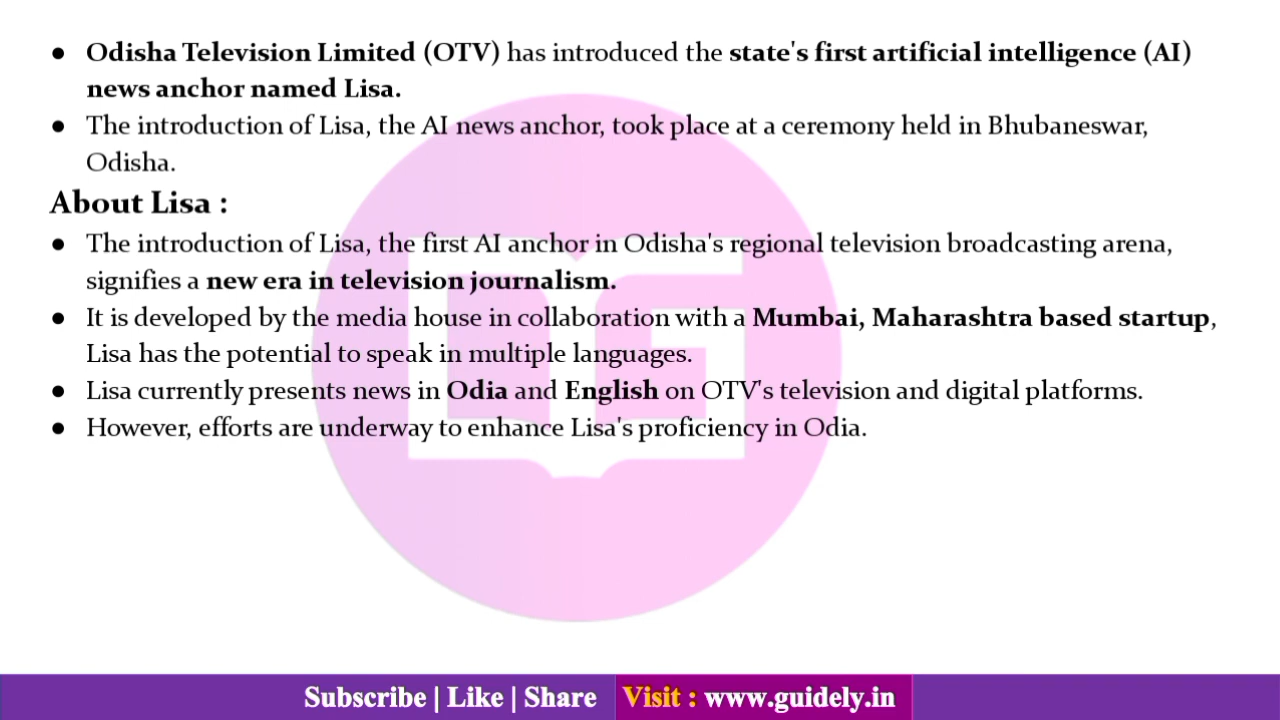 ● Odisha Television Limited (OTV) has introduced the state's first artificial intelligence (AI)
news anchor named Lisa.
● The introduction of Lisa, the AI news anchor, took place at a ceremony held in Bhubaneswar,
Odisha.
About Lisa :
● The introduction of Lisa, the first AI anchor in Odisha's regional television broadcasting arena,
signifies a new era in television journalism.
● It is developed by the media house in collaboration with a Mumbai, Maharashtra based startup,
Lisa has the potential to speak in multiple languages.
● Lisa currently presents news in Odia and English on OTV's television and digital platforms.
● However, efforts are underway to enhance Lisa's proficiency in Odia.
Subscribe | Like | Share Visit : www.guidely.in